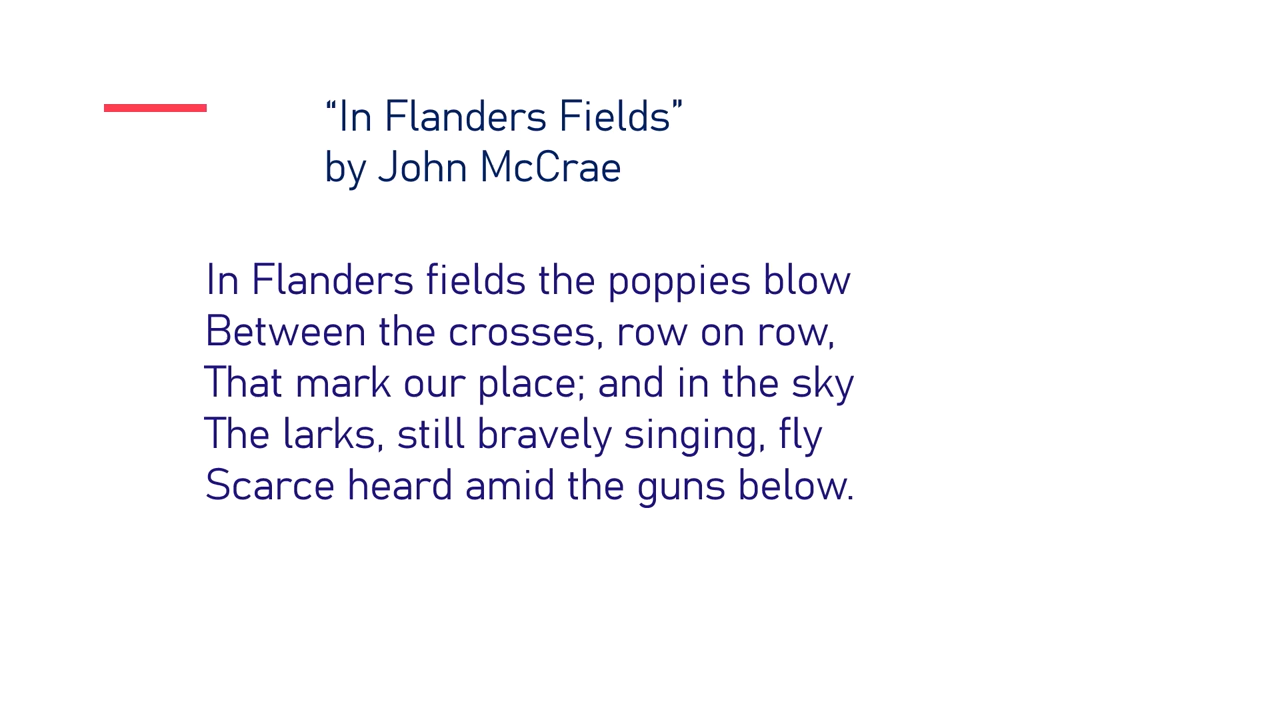 “In Flanders Fields”
by John McCrae
In Flanders fields the poppies blow
Between the crosses, row on row,
That mark our place; and in the sky
The larks, still bravely singing, fly
Scarce heard amid the guns below.